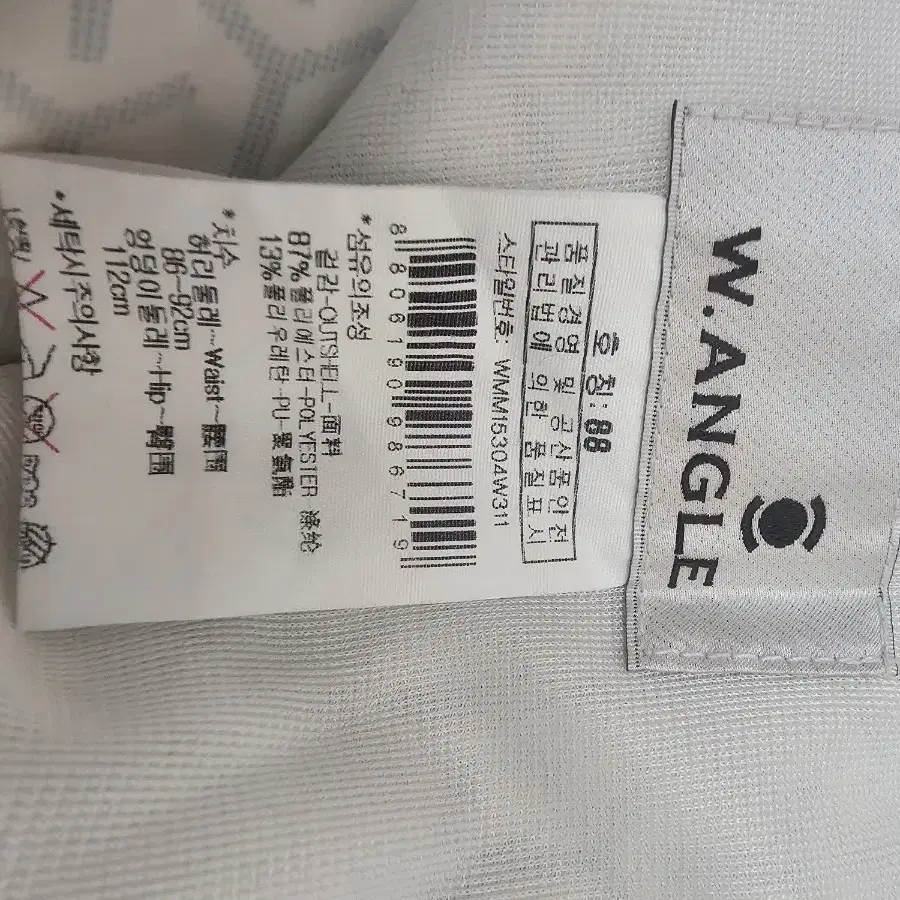 W.ANGLE
호 칭: 88
품질경영 및 공산품안전
관리법에 의한 품질표시
스타일번호: WMM15304W311
8806190986719
*섬유의조성
겉감-OUTSHELL-面料
87% 폴리에스터-POLYESTER 涤纶
13% 폴리우레탄-PU-聚氨酯
*치수
허리둘레~Waist~腰围
86~92cm
엉덩이둘레~Hip~臀围
112cm
*세탁시주의사항